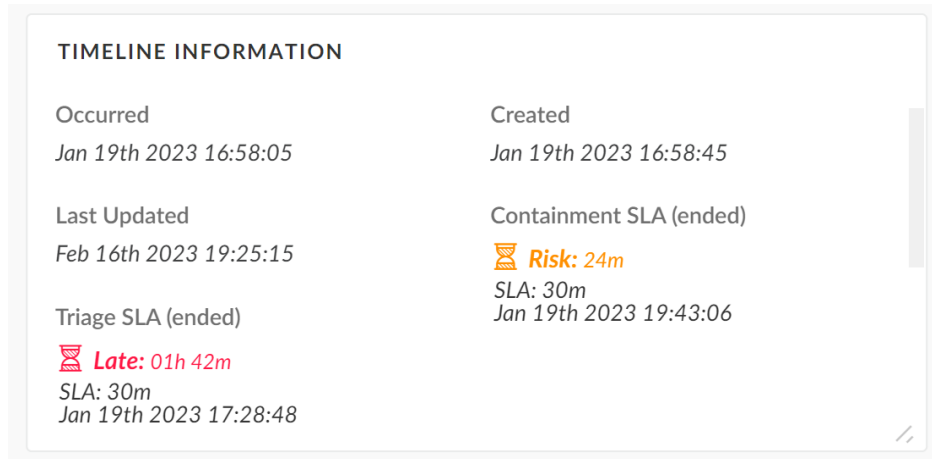 TIMELINE INFORMATION
Occurred
Jan 19th 2023 16:58:05
Created
Jan 19th 2023 16:58:45
Last Updated
Feb 16th 2023 19:25:15
Containment SLA (ended)
Risk: 24m
SLA: 30m
Jan 19th 2023 19:43:06
Triage SLA (ended)
Late: 01h 42m
SLA: 30m
Jan 19th 2023 17:28:48